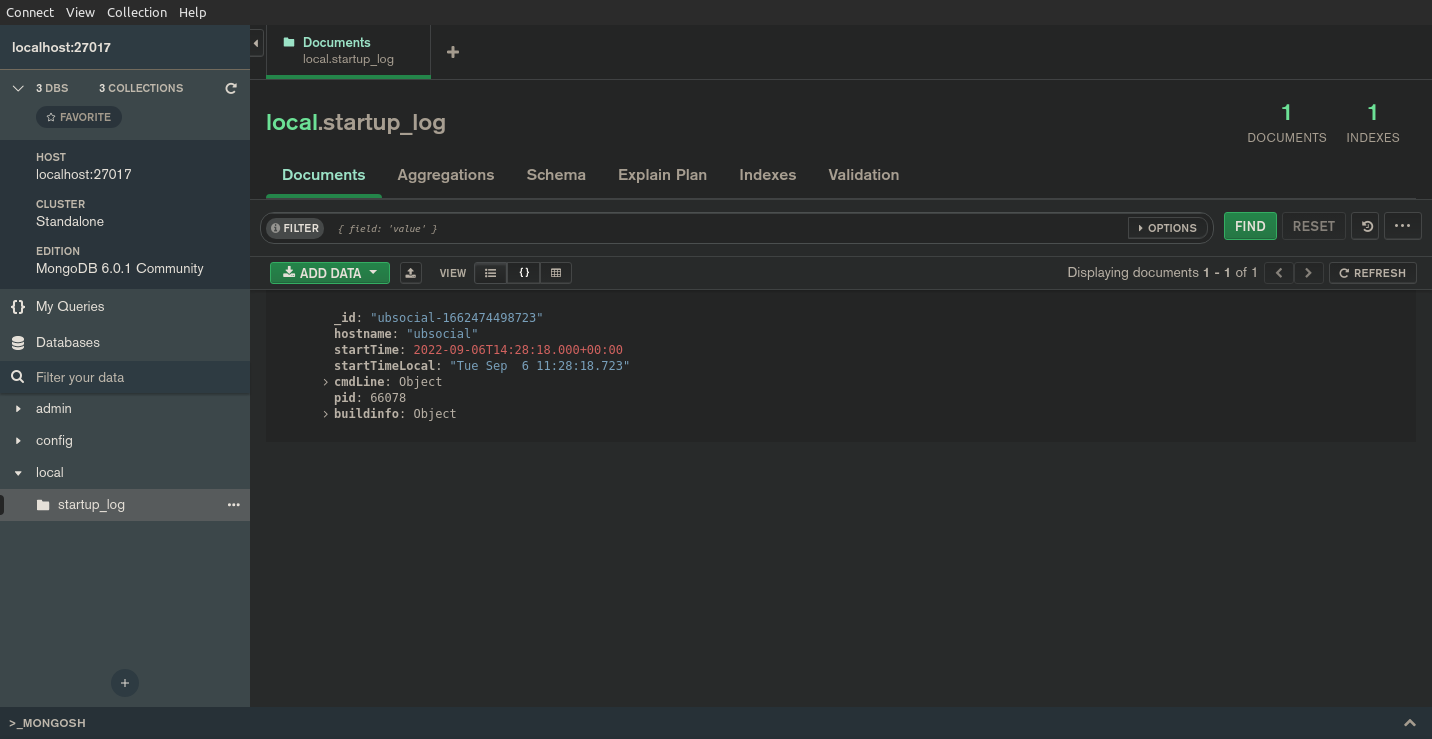 Connect View Collection Help
localhost:27017
3 DBS 3 COLLECTIONS
FAVORITE
HOST
localhost:27017
CLUSTER
Standalone
EDITION
MongoDB 6.0.1 Community
{} My Queries
Databases
Filter your data
admin
config
local
startup_log
•••
+
Documents
local.startup_log
+
local.startup_log
1 DOCUMENTS
1 INDEXES
Documents Aggregations Schema Explain Plan Indexes Validation
FILTER { field: 'value' } OPTIONS FIND RESET •••
ADD DATA VIEW {} Displaying documents 1 - 1 of 1 < > REFRESH
_id: "ubsocial-1662474498723"
hostname: "ubsocial"
startTime: 2022-09-06T14:28:18.000+00:00
startTimeLocal: "Tue Sep  6 11:28:18.723"
> cmdLine: Object
pid: 66078
> buildinfo: Object
>_MONGOSH